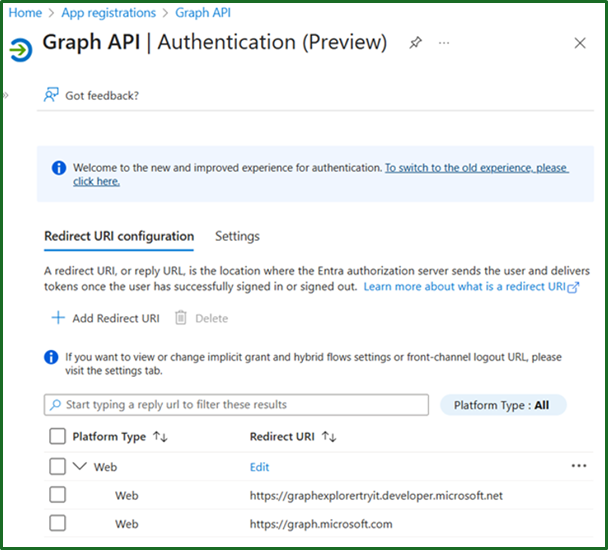 Home > App registrations > Graph API
Graph API | Authentication (Preview)
Got feedback?
Welcome to the new and improved experience for authentication. To switch to the old experience, please
click here.
Redirect URI configuration Settings
A redirect URI, or reply URL, is the location where the Entra authorization server sends the user and delivers
tokens once the user has successfully signed in or signed out. Learn more about what is a redirect URI
Add Redirect URI Delete
If you want to view or change implicit grant and hybrid flows settings or front-channel logout URL, please
visit the settings tab.
Start typing a reply url to filter these results Platform Type : All
Platform Type Redirect URI
Web Edit
Web https://graphexplorertryit.developer.microsoft.net
Web https://graph.microsoft.com